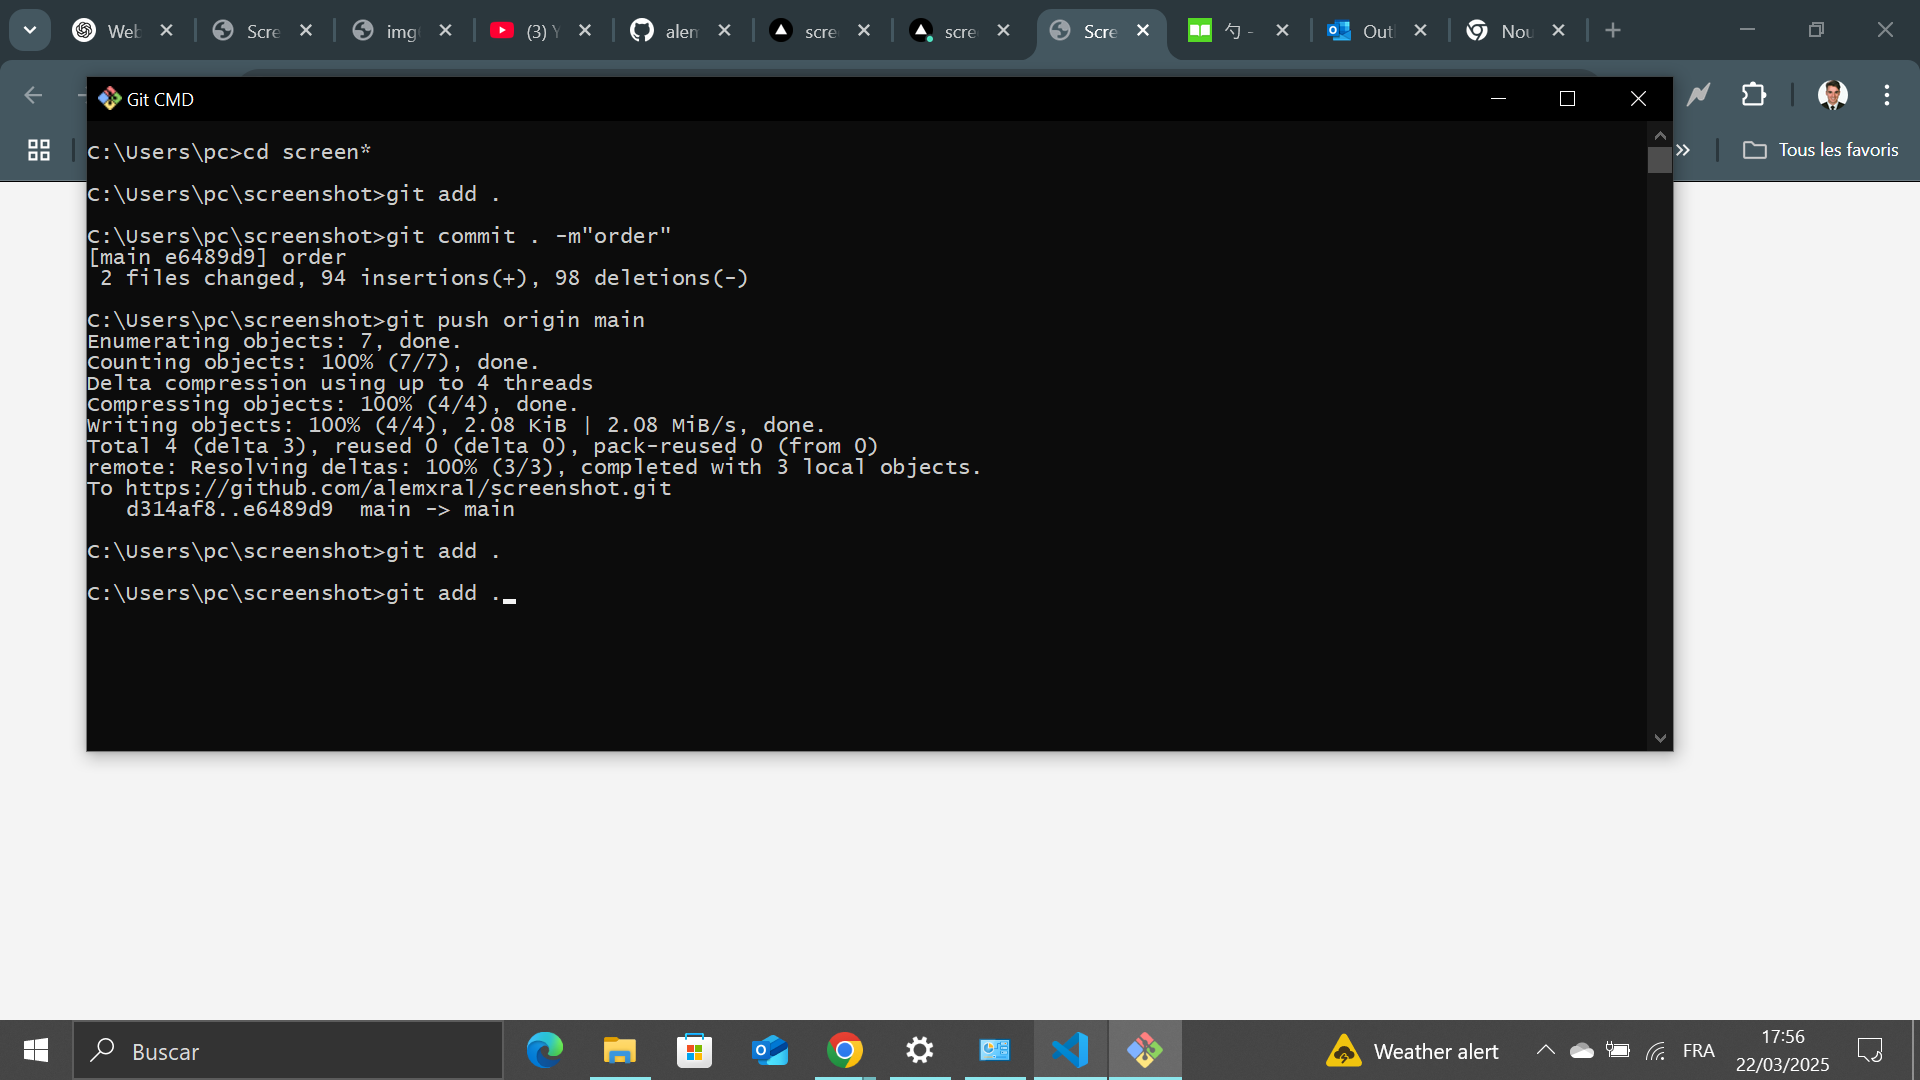 Web
Scre
img
(3) Y
alem
scre
scre
Scre
勺 -
Out
Nou
Git CMD
Tous les favoris
C:\Users\pc>cd screen*
C:\Users\pc\screenshot>git add .
C:\Users\pc\screenshot>git commit . -m"order"
[main e6489d9] order
 2 files changed, 94 insertions(+), 98 deletions(-)
C:\Users\pc\screenshot>git push origin main
Enumerating objects: 7, done.
Counting objects: 100% (7/7), done.
Delta compression using up to 4 threads
Compressing objects: 100% (4/4), done.
Writing objects: 100% (4/4), 2.08 KiB | 2.08 MiB/s, done.
Total 4 (delta 3), reused 0 (delta 0), pack-reused 0 (from 0)
remote: Resolving deltas: 100% (3/3), completed with 3 local objects.
To https://github.com/alemxral/screenshot.git
   d314af8..e6489d9  main -> main
C:\Users\pc\screenshot>git add .
C:\Users\pc\screenshot>git add .
Buscar
Weather alert
FRA
17:56
22/03/2025